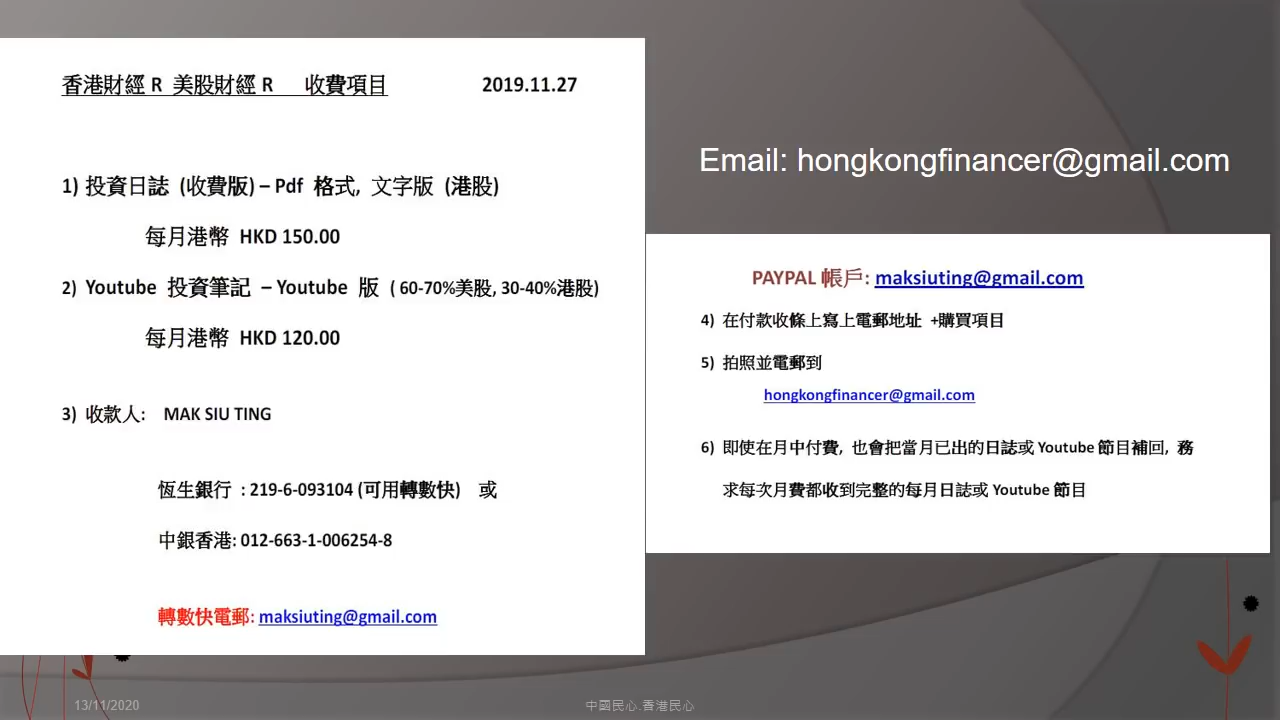 香港財經 R 美股財經 R 收費項目 2019.11.27
1) 投資日誌 (收費版) – Pdf 格式, 文字版 (港股)
每月港幣 HKD 150.00
2) Youtube 投資筆記 – Youtube 版 ( 60-70%美股, 30-40%港股)
每月港幣 HKD 120.00
3) 收款人: MAK SIU TING
恆生銀行 : 219-6-093104 (可用轉數快) 或
中銀香港: 012-663-1-006254-8
轉數快電郵: maksiuting@gmail.com
Email: hongkongfinancer@gmail.com
PAYPAL 帳戶: maksiuting@gmail.com
4) 在付款收條上寫上電郵地址 +購買項目
5) 拍照並電郵到
hongkongfinancer@gmail.com
6) 即使在月中付費, 也會把當月已出的日誌或 Youtube 節目補回, 務
求每次月費都收到完整的每月日誌或 Youtube 節目
13/11/2020
中國民心.香港民心